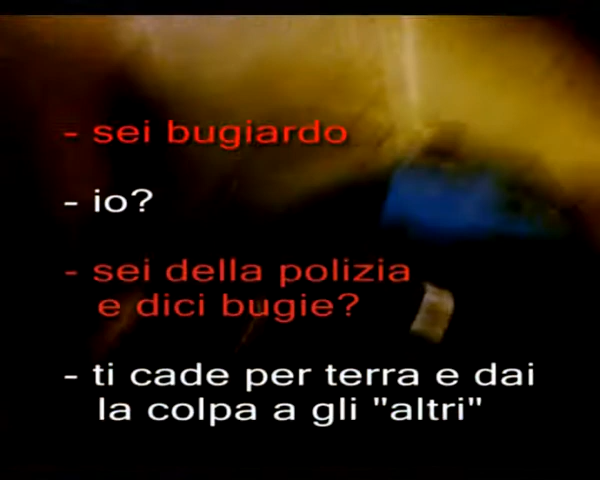 - sei bugiardo
- io?
- sei della polizia
e dici bugie?
- ti cade per terra e dai
la colpa a gli "altri"